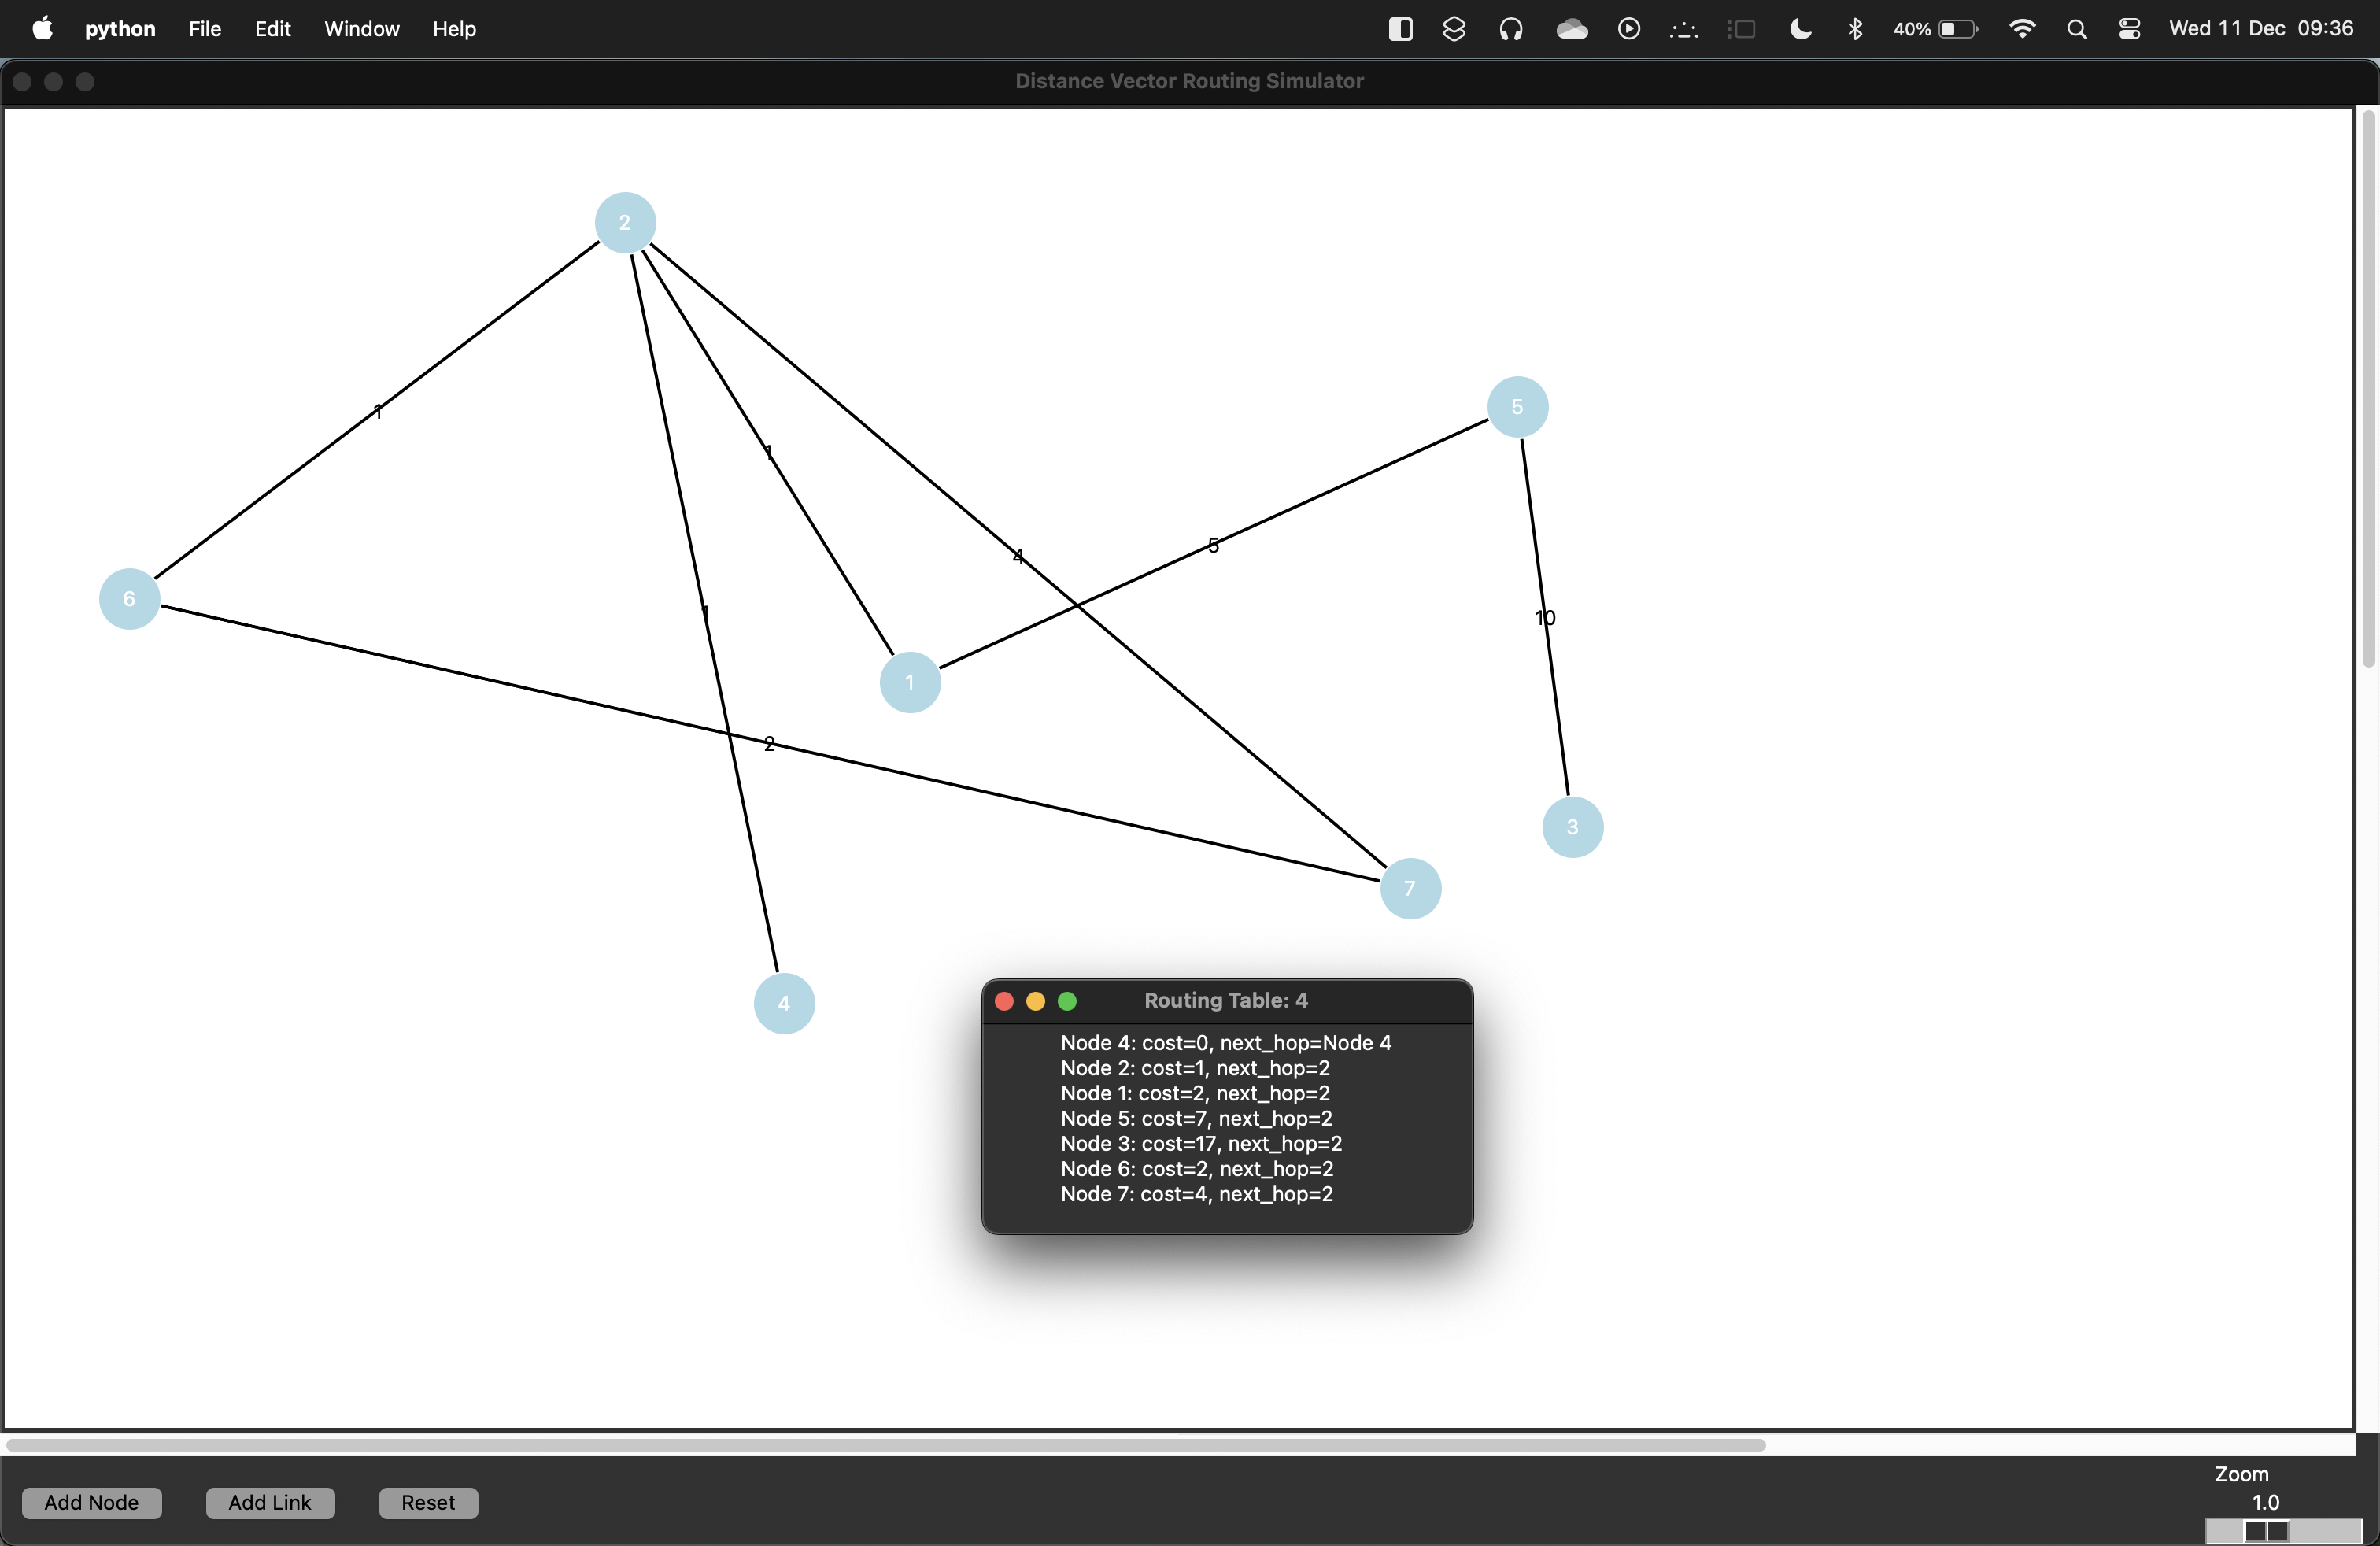 python File Edit Window Help 40% Wed 11 Dec 09:36
Distance Vector Routing Simulator
2
5
1
1
4
5
6
1
10
1
2
3
7
4
Routing Table: 4
Node 4: cost=0, next_hop=Node 4
Node 2: cost=1, next_hop=2
Node 1: cost=2, next_hop=2
Node 5: cost=7, next_hop=2
Node 3: cost=17, next_hop=2
Node 6: cost=2, next_hop=2
Node 7: cost=4, next_hop=2
Zoom
Add Node Add Link Reset 1.0